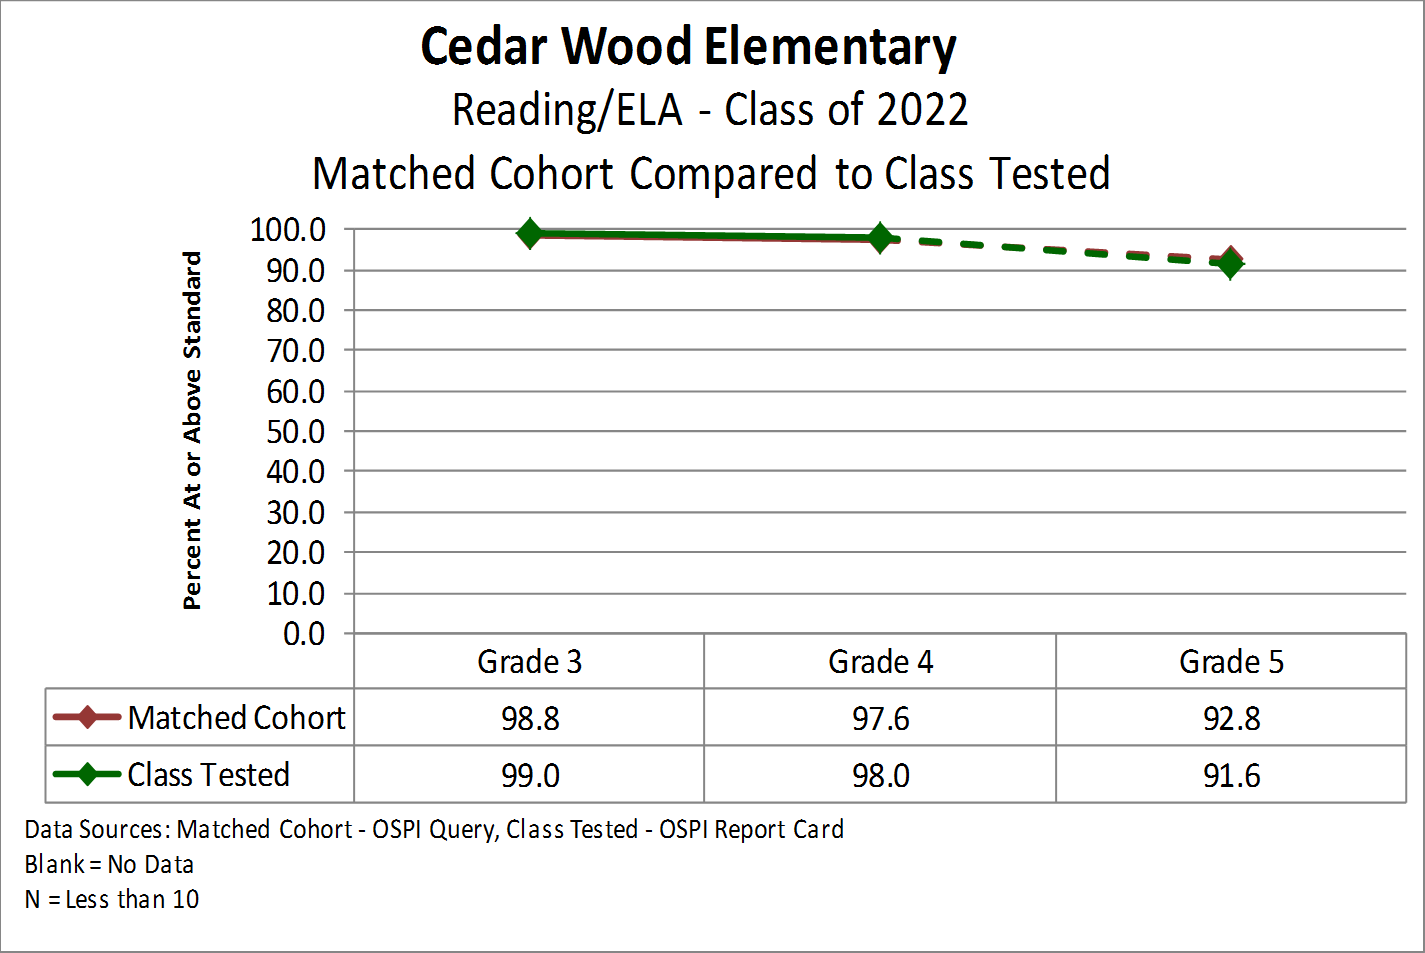 Cedar Wood Elementary
Reading/ELA - Class of 2022
Matched Cohort Compared to Class Tested
Percent At or Above Standard
100.0
90.0
80.0
70.0
60.0
50.0
40.0
30.0
20.0
10.0
0.0
Grade 3 Grade 4 Grade 5
Matched Cohort 98.8 97.6 92.8
Class Tested 99.0 98.0 91.6
Data Sources: Matched Cohort - OSPI Query, Class Tested - OSPI Report Card
Blank = No Data
N = Less than 10